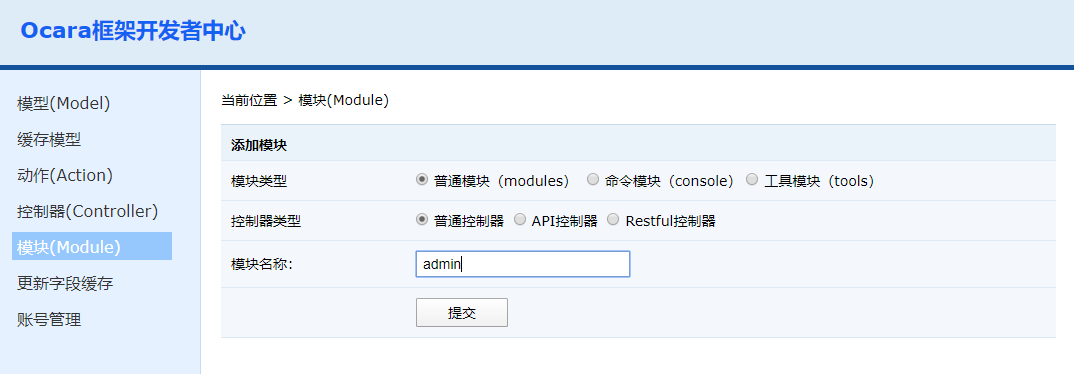 Ocara框架开发者中心
模型(Model)
缓存模型
动作(Action)
控制器(Controller)
模块(Module)
更新字段缓存
账号管理
当前位置 > 模块(Module)
添加模块
模块类型 普通模块（modules） 命令模块（console） 工具模块（tools）
控制器类型 普通控制器 API控制器 Restful控制器
模块名称： admin
提交